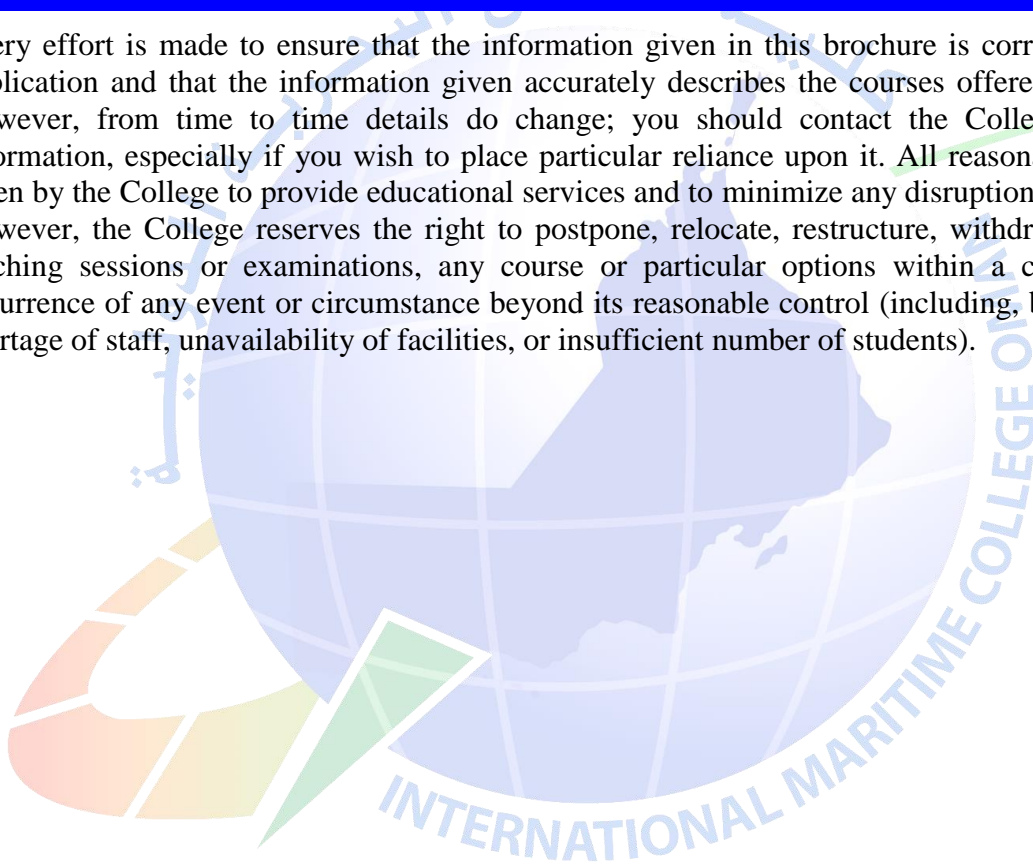 ery effort is made to ensure that the information given in this brochure is corr
olication and that the information given accurately describes the courses offere
wever, from time to time details do change; you should contact the Colle
ormation, especially if you wish to place particular reliance upon it. All reasona
en by the College to provide educational services and to minimize any disruption
wever, the College reserves the right to postpone, relocate, restructure, withdr
ching sessions or examinations, any course or particular options within a c
urrence of any event or circumstance beyond its reasonable control (including, b
rtage of staff, unavailability of facilities, or insufficient number of students).
INTERNATIONAL MARITIME COLLEGE OMAN